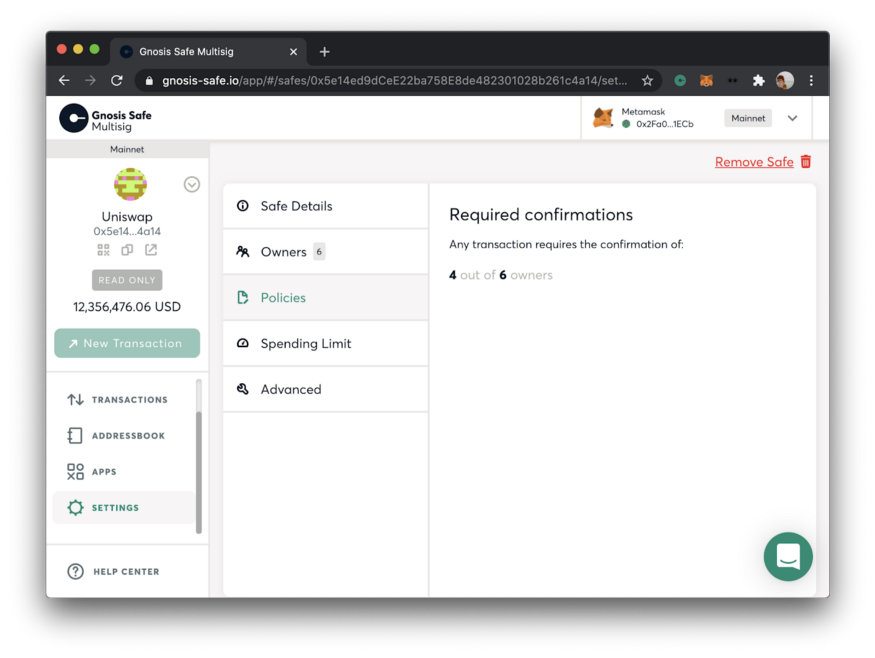 Gnosis Safe Multisig
gnosis-safe.io/app/#/safes/0x5e14ed9dCeE22ba758E8de482301028b261c4a14/set...
Gnosis Safe
Multisig
Metamask
0x2Fa0...1ECb
Mainnet
Mainnet
Remove Safe
Uniswap
0x5e14...4a14
READ ONLY
12,356,476.06 USD
New Transaction
TRANSACTIONS
ADDRESSBOOK
APPS
SETTINGS
HELP CENTER
Safe Details
Owners 6
Policies
Spending Limit
Advanced
Required confirmations
Any transaction requires the confirmation of:
4 out of 6 owners